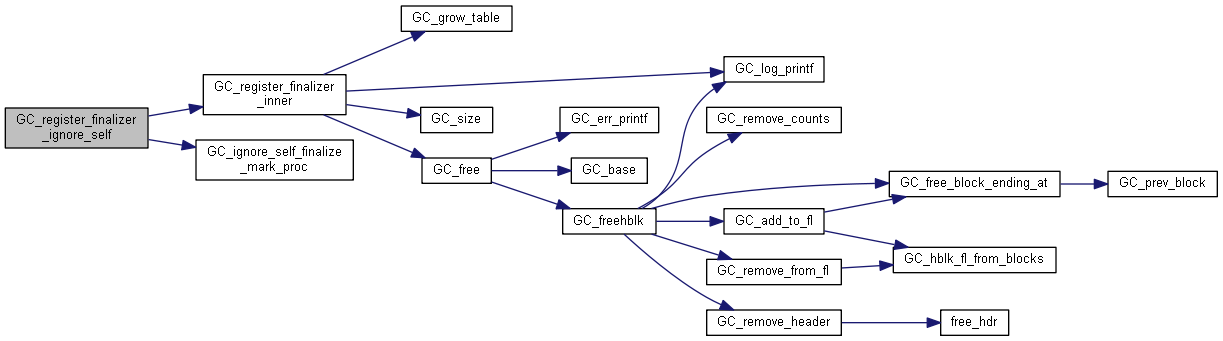 GC_register_finalizer
_ignore_self
GC_register_finalizer
_inner
GC_ignore_self_finalize
_mark_proc
GC_grow_table
GC_size
GC_free
GC_err_printf
GC_base
GC_freehblk
GC_log_printf
GC_remove_counts
GC_add_to_fl
GC_remove_from_fl
GC_remove_header
GC_free_block_ending_at
GC_hblk_fl_from_blocks
free_hdr
GC_prev_block